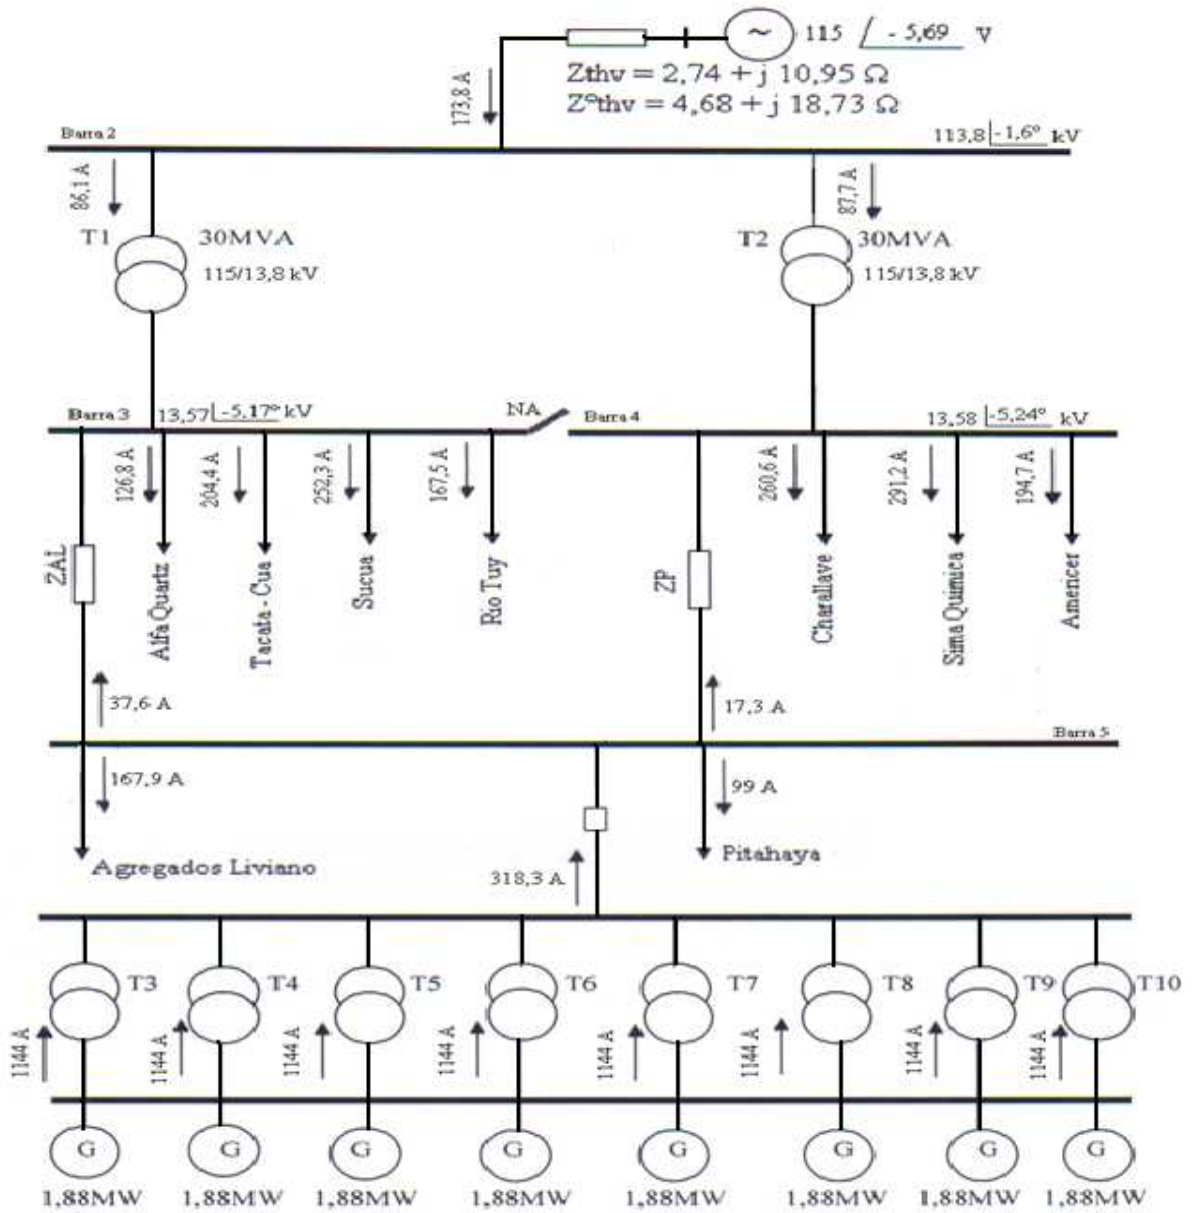 115 ∠-5,69 V
Zthv = 2,74 + j 10,95 Ω
Z°thv = 4,68 + j 18,73 Ω
173,8 A
Barra 2
113,8 ∠-1,6° kV
86,1 A
87,7 A
T1
30MVA
115/13,8 kV
T2
30MVA
115/13,8 kV
Barra 3
13,57 ∠-5,17° kV
NA
Barra 4
13,58 ∠-5,24° kV
126,8 A
204,4 A
252,3 A
167,5 A
260,6 A
291,2 A
194,7 A
ZAL
Alfa Quartz
Tacata - Cua
Sucua
Rio Tuy
ZP
Charallave
Sima Quimica
Amencer
37,6 A
17,3 A
Barra 5
167,9 A
99 A
Agregados Liviano
Pitahaya
318,3 A
T3
T4
T5
T6
T7
T8
T9
T10
1144 A
1144 A
1144 A
1144 A
1144 A
1144 A
1144 A
1144 A
G
G
G
G
G
G
G
G
1,88MW
1,88MW
1,88MW
1,88MW
1,88MW
1,88MW
1,88MW
1,88MW